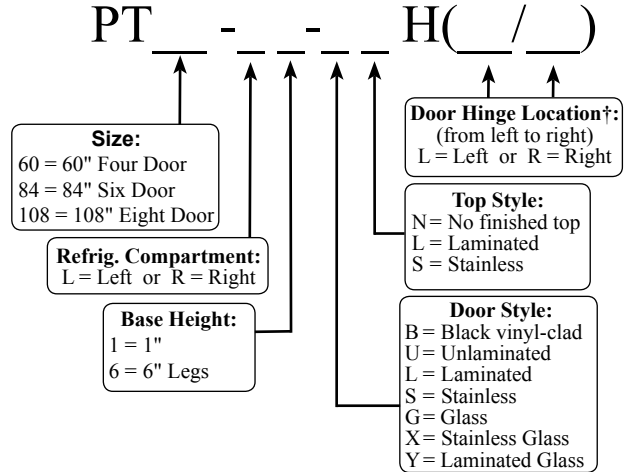 PT___ -_ _-_ _ H(__/__)
Size:
60 = 60" Four Door
84 = 84" Six Door
108 = 108" Eight Door
Refrig. Compartment:
L = Left or R = Right
Base Height:
1 = 1"
6 = 6" Legs
Door Hinge Location†:
(from left to right)
L = Left or R = Right
Top Style:
N = No finished top
L = Laminated
S = Stainless
Door Style:
B = Black vinyl-clad
U = Unlaminated
L = Laminated
S = Stainless
G = Glass
X = Stainless Glass
Y = Laminated Glass